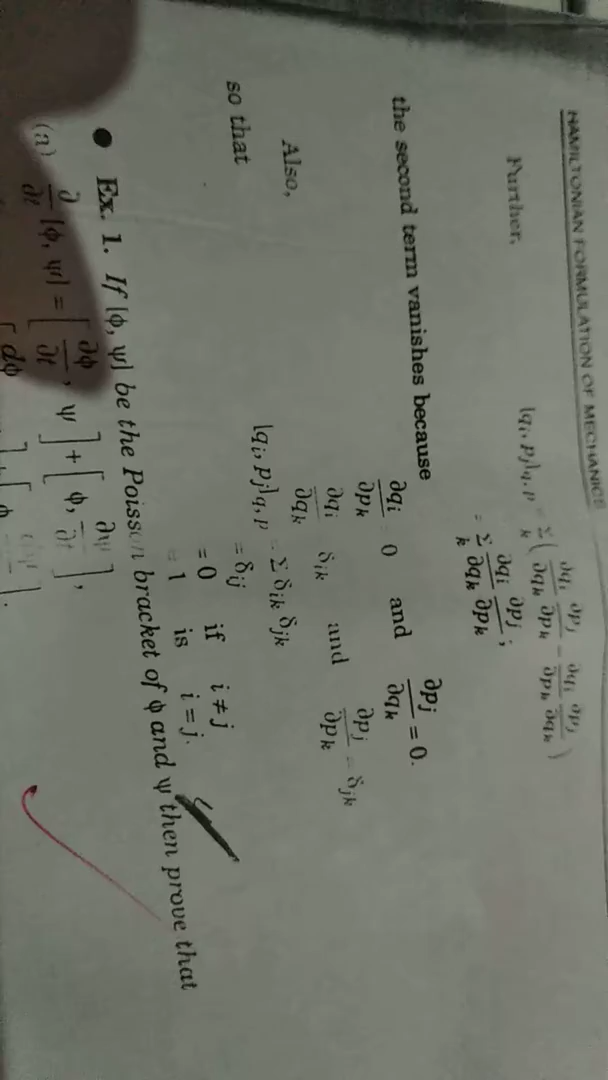 HAMILTONIAN FORMULATION OF MECHANICS
Further, [qᵢ, pⱼ]q, p = Σₖ (∂qᵢ/∂qₖ ∂pⱼ/∂pₖ − ∂qᵢ/∂pₖ ∂pⱼ/∂qₖ)
= Σₖ ∂qᵢ/∂qₖ ∂pⱼ/∂pₖ ;
the second term vanishes because
∂qᵢ/∂pₖ 0 and ∂pⱼ/∂qₖ = 0.
Also, ∂qᵢ/∂qₖ δᵢₖ and ∂pⱼ/∂pₖ = δⱼₖ
so that [qᵢ, pⱼ]q, p = Σ δᵢₖ δⱼₖ
= δᵢⱼ
= 0 if i ≠ j
= 1 is i = j.
● Ex. 1. If [ϕ, ψ] be the Poisson bracket of ϕ and ψ then prove that
(a) ∂/∂t [ϕ, ψ] = [∂ϕ/∂t, ψ] + [ϕ, ∂ψ/∂t],
[dϕ